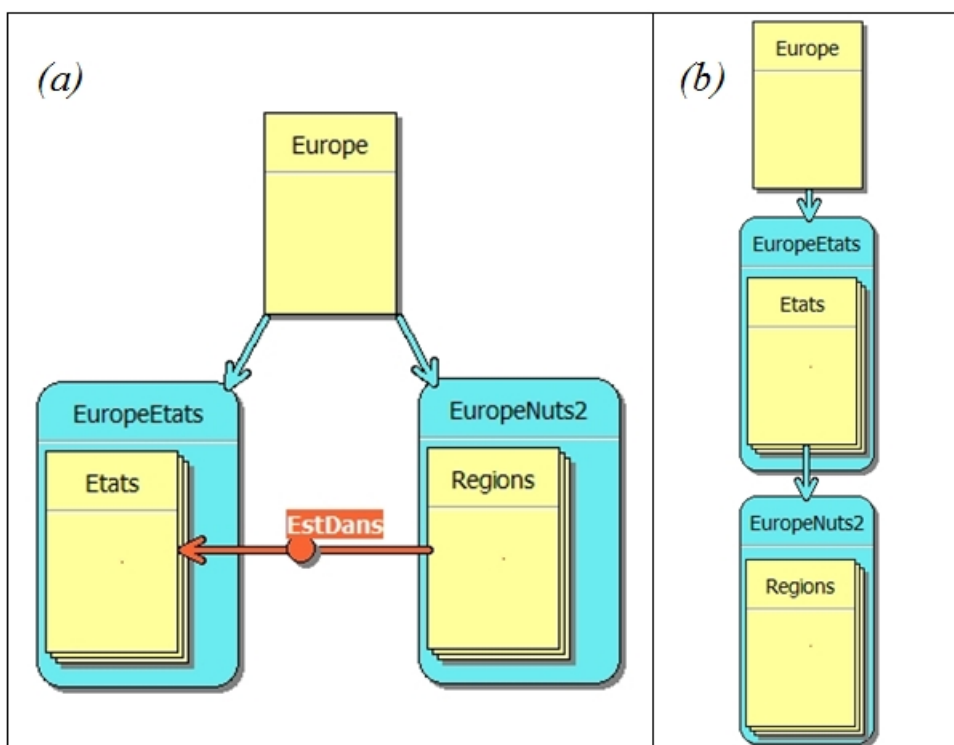 (a)
Europe
EuropeEtats
Etats
EstDans
EuropeNuts2
Regions
(b)
Europe
EuropeEtats
Etats
EuropeNuts2
Regions